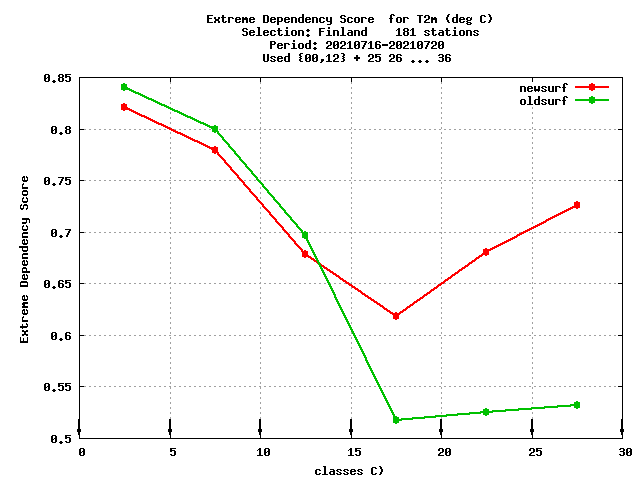 Extreme Dependency Score  for T2m (deg C)
Selection: Finland    181 stations
Period: 20210716-20210720
Used {00,12} + 25 26 ... 36
newsurf
oldsurf
Extreme Dependency Score
0.85
0.8
0.75
0.7
0.65
0.6
0.55
0.5
0 5 10 15 20 25 30
classes C)